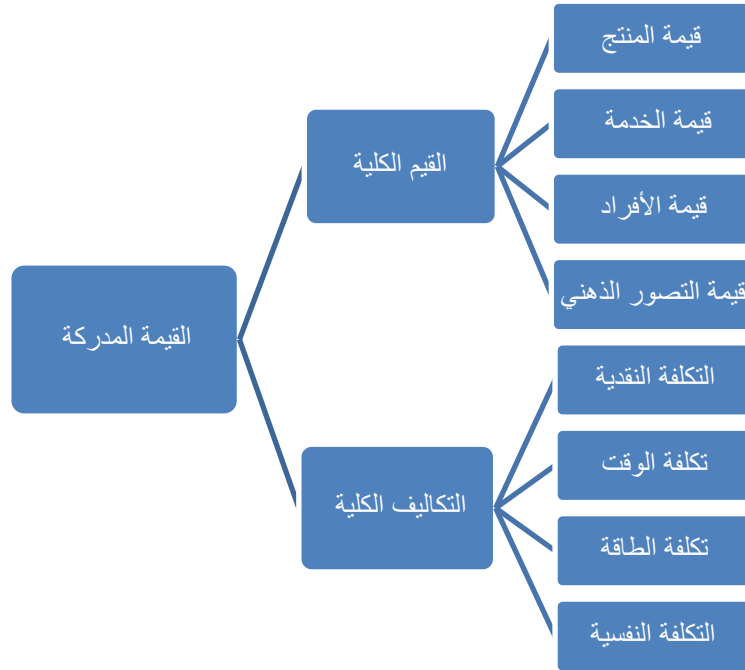 القيمة المدركة
القيم الكلية
قيمة المنتج
قيمة الخدمة
قيمة الأفراد
قيمة التصور الذهني
التكاليف الكلية
التكلفة النقدية
تكلفة الوقت
تكلفة الطاقة
التكلفة النفسية